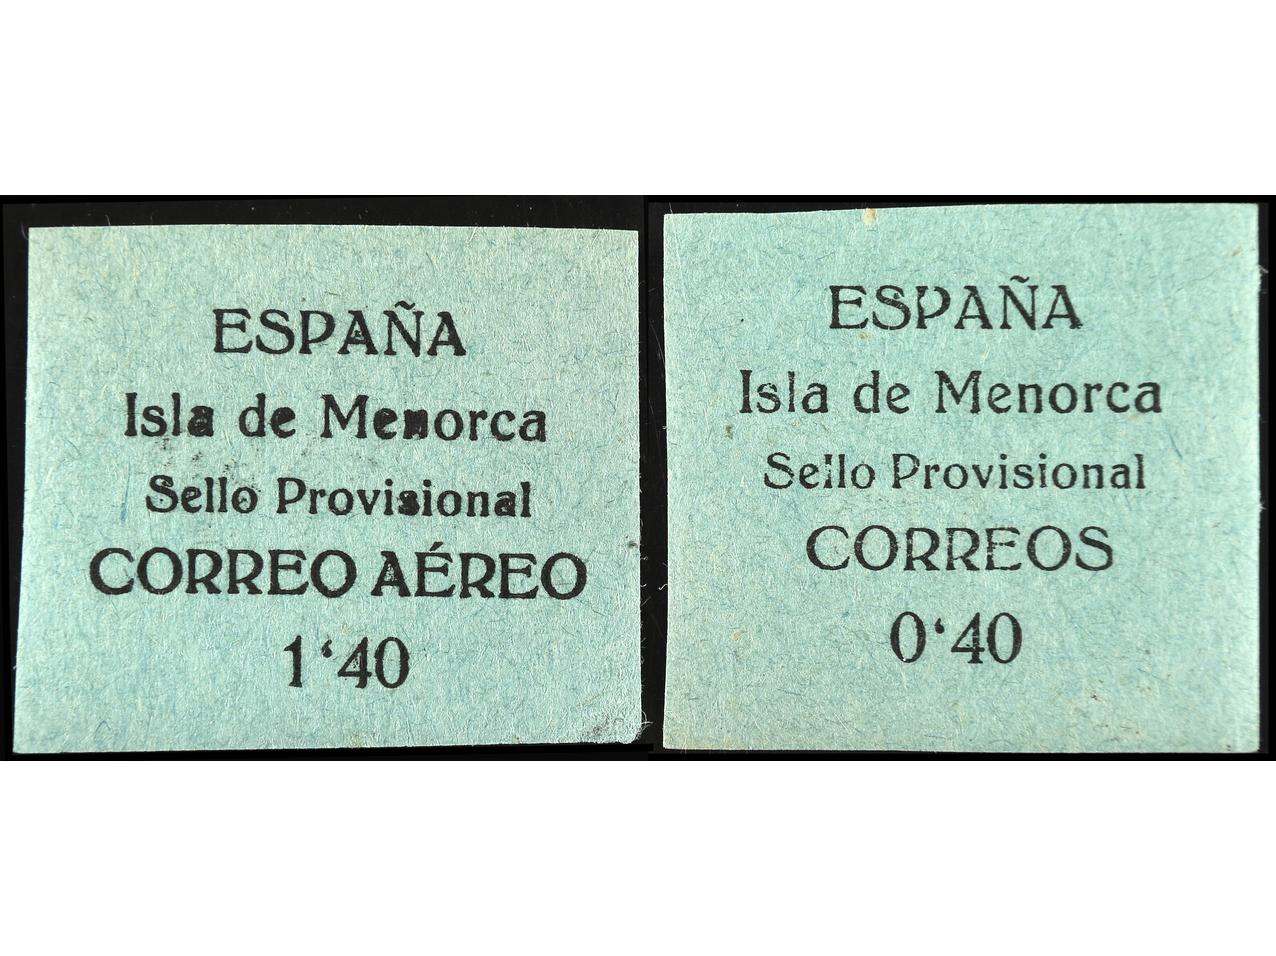 ESPAÑA
Isla de Menorca
Sello Provisional
CORREO AÉREO
1‘40
ESPAÑA
Isla de Menorca
Sello Provisional
CORREOS
0‘40